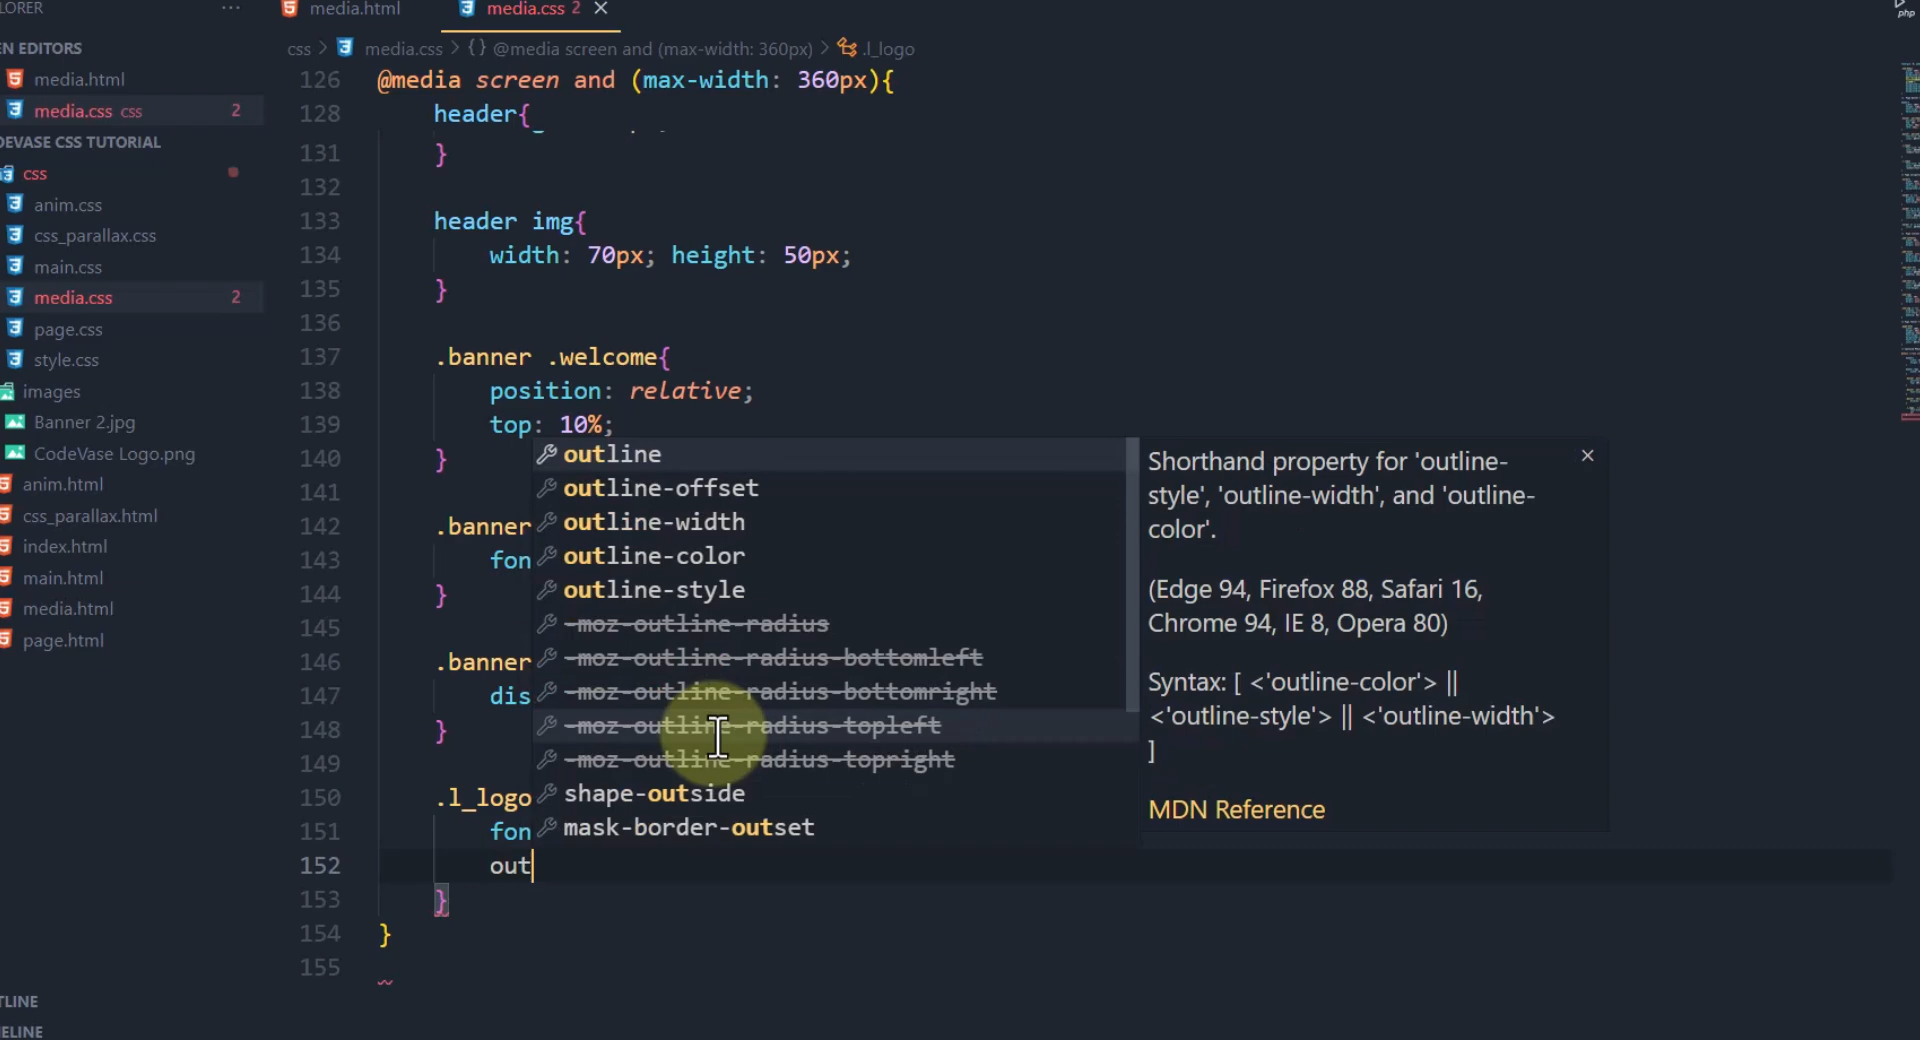 LORER ...
media.html
media.css 2 ×
php
EN EDITORS
media.html
media.css css 2
DEVASE CSS TUTORIAL
css
anim.css
css_parallax.css
main.css
media.css 2
page.css
style.css
images
Banner 2.jpg
CodeVase Logo.png
anim.html
css_parallax.html
index.html
main.html
media.html
page.html
TLINE
ELINE
css > media.css > {} @media screen and (max-width: 360px) > .l_logo
126 @media screen and (max-width: 360px){
128 header{
131 }
132
133 header img{
134 width: 70px; height: 50px;
135 }
136
137 .banner .welcome{
138 position: relative;
139 top: 10%;
140 }
141
142 .banner
143 fon
144 }
145
146 .banner
147 dis
148 }
149
150 .l_logo
151 fon
152 out
153 }
154 }
155
outline
outline-offset
outline-width
outline-color
outline-style
-moz-outline-radius
-moz-outline-radius-bottomleft
-moz-outline-radius-bottomright
-moz-outline-radius-topleft
-moz-outline-radius-topright
shape-outside
mask-border-outset
Shorthand property for 'outline-
style', 'outline-width', and 'outline-
color'.
(Edge 94, Firefox 88, Safari 16,
Chrome 94, IE 8, Opera 80)
Syntax: [ <'outline-color'> ||
<'outline-style'> || <'outline-width'>
]
MDN Reference